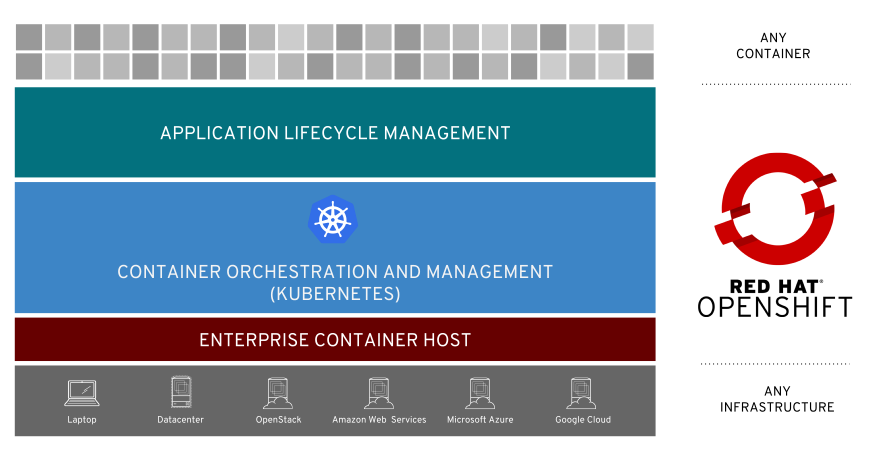 ANY
CONTAINER
APPLICATION LIFECYCLE MANAGEMENT
CONTAINER ORCHESTRATION AND MANAGEMENT
(KUBERNETES)
RED HAT®
OPENSHIFT
ENTERPRISE CONTAINER HOST
Laptop
Datacenter
OpenStack
Amazon Web Services
Microsoft Azure
Google Cloud
ANY
INFRASTRUCTURE